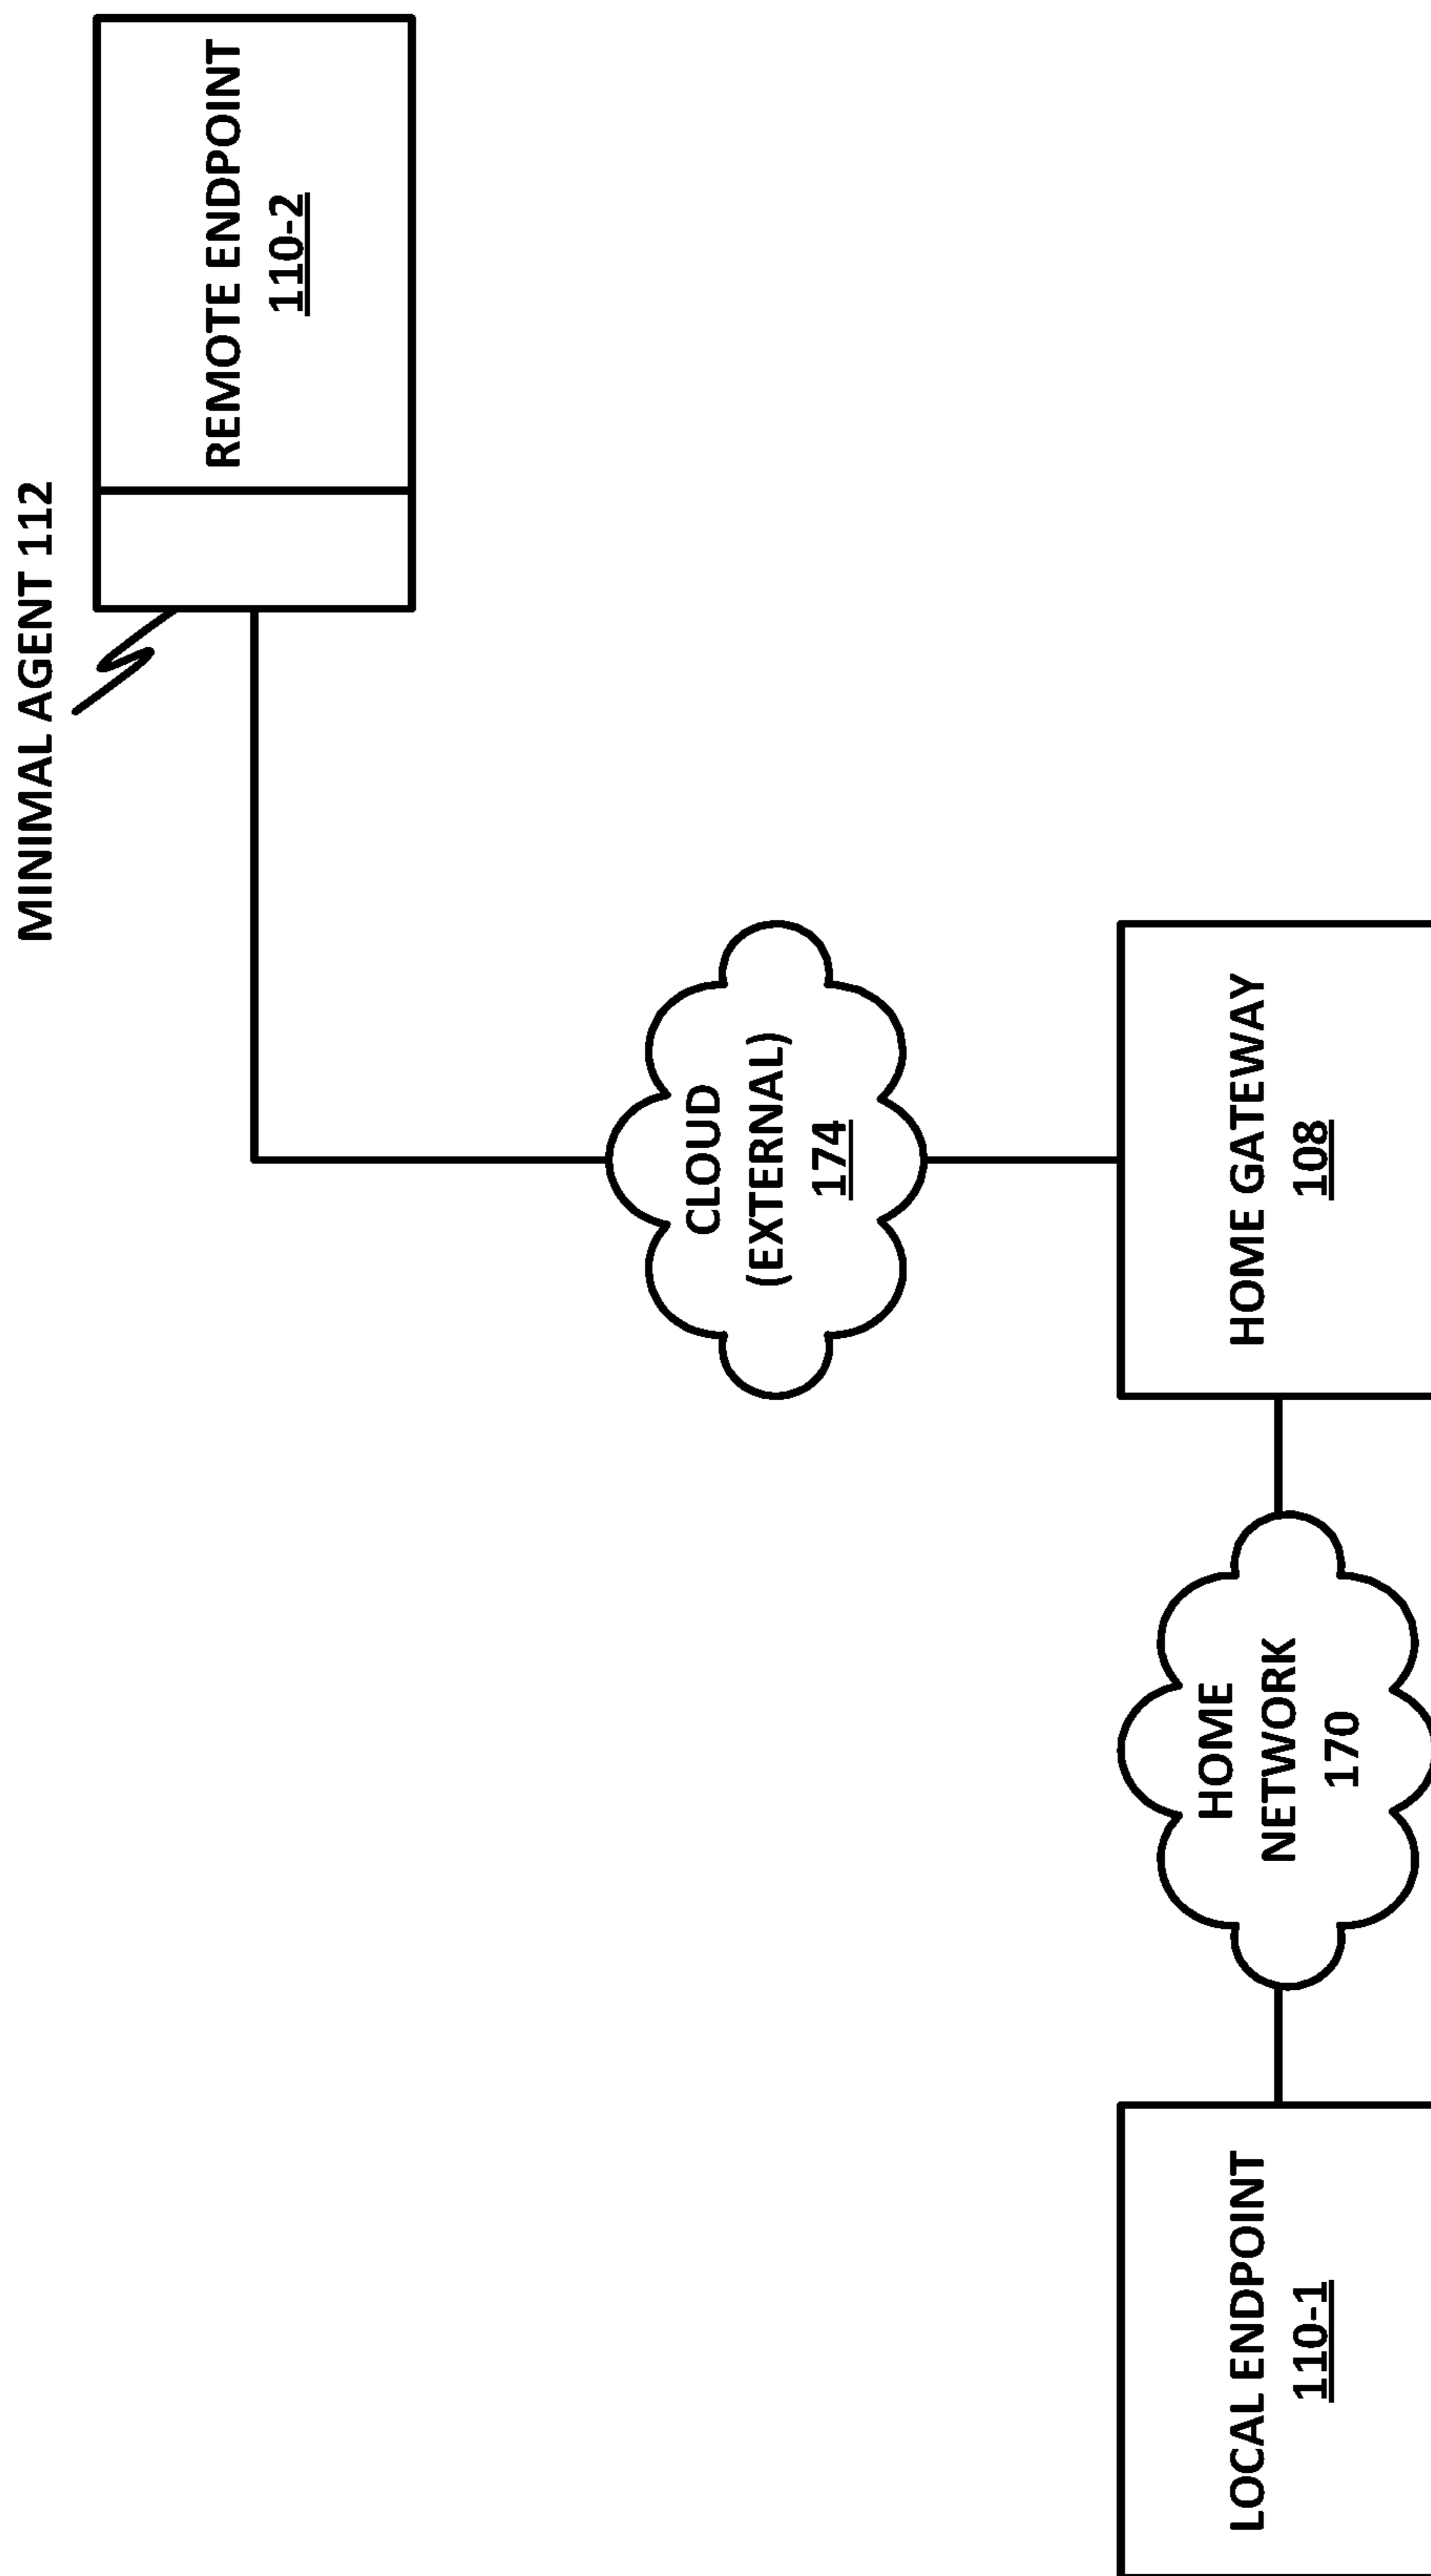 MINIMAL AGENT 112
REMOTE ENDPOINT
110-2
CLOUD
(EXTERNAL)
174
LOCAL ENDPOINT
110-1
HOME
NETWORK
170
HOME GATEWAY
108